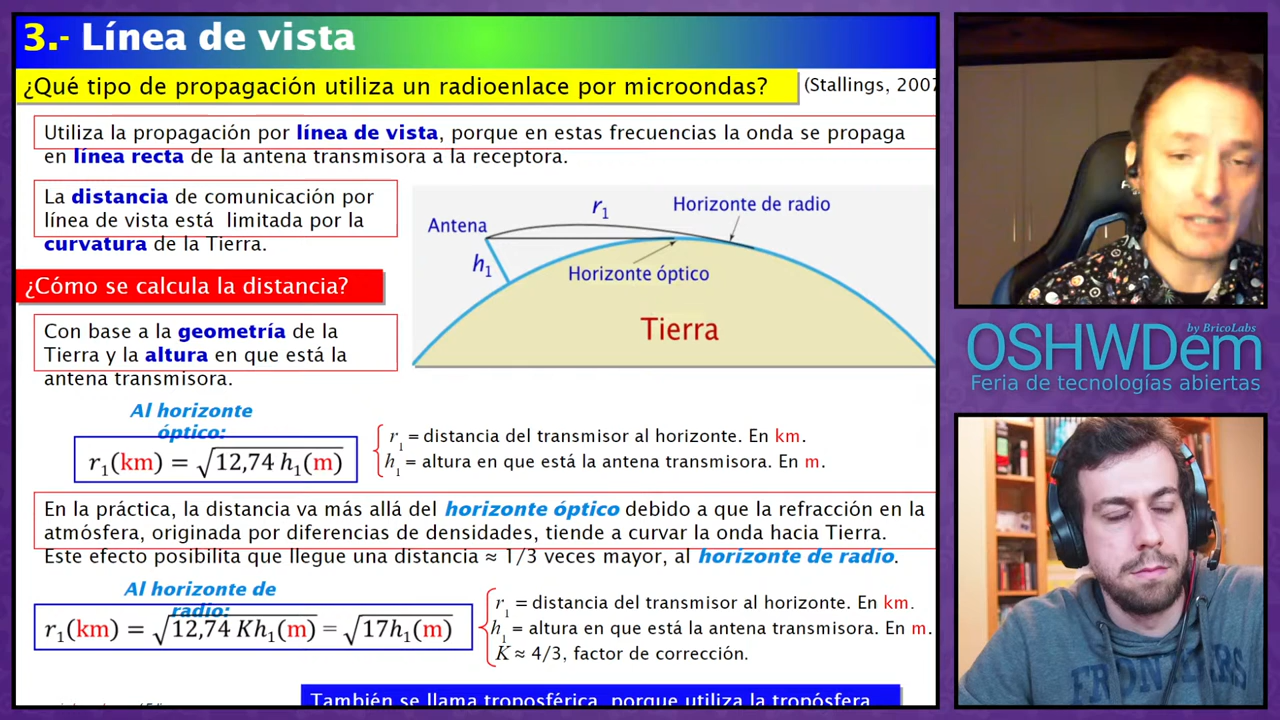 3.- Línea de vista
¿Qué tipo de propagación utiliza un radioenlace por microondas?
(Stallings, 2007
Utiliza la propagación por línea de vista, porque en estas frecuencias la onda se propaga
en línea recta de la antena transmisora a la receptora.
La distancia de comunicación por
línea de vista está limitada por la
curvatura de la Tierra.
Antena
r1
Horizonte de radio
h1
Horizonte óptico
Tierra
¿Cómo se calcula la distancia?
Con base a la geometría de la
Tierra y la altura en que está la
antena transmisora.
Al horizonte
óptico:
r1(km) = √12,74 h1(m)
r1 = distancia del transmisor al horizonte. En km.
h1 = altura en que está la antena transmisora. En m.
En la práctica, la distancia va más allá del horizonte óptico debido a que la refracción en la
atmósfera, originada por diferencias de densidades, tiende a curvar la onda hacia Tierra.
Este efecto posibilita que llegue una distancia ≈ 1/3 veces mayor, al horizonte de radio.
Al horizonte de
radio:
r1(km) = √12,74 Kh1(m) = √17h1(m)
r1 = distancia del transmisor al horizonte. En km.
h1 = altura en que está la antena transmisora. En m.
K ≈ 4/3, factor de corrección.
También se llama troposférica, porque utiliza la tropósfera
by BricoLabs
OSHWDem
Feria de tecnologías abiertas